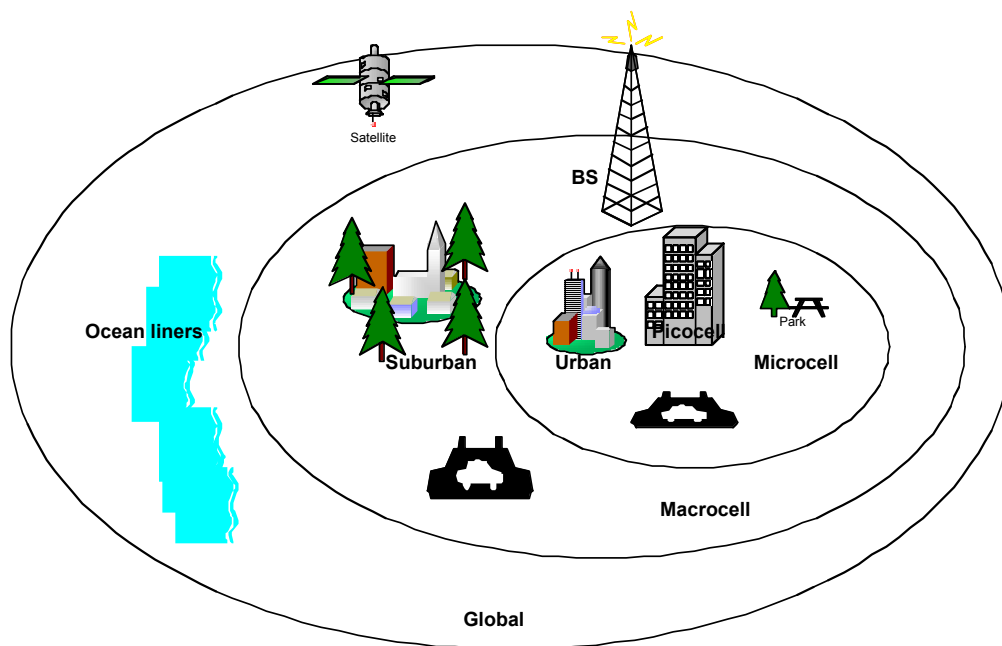 Satellite
BS
Ocean liners
Suburban
Urban
Picocell
Park
Microcell
Macrocell
Global